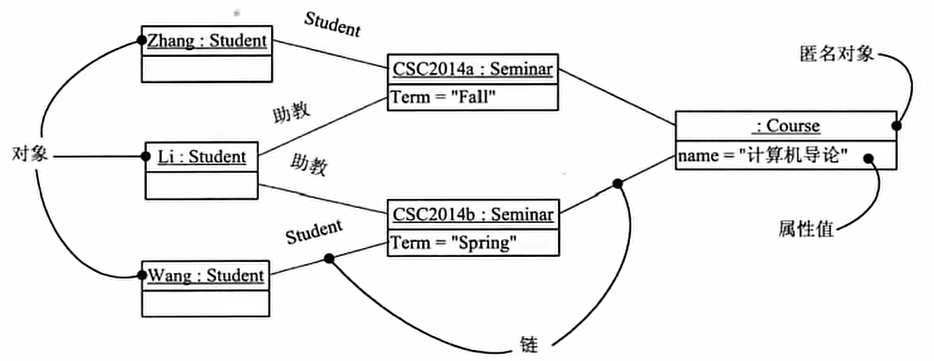 Student
Zhang : Student
匿名对象
CSC2014a : Seminar
Term = "Fall"
助教
: Course
name = "计算机导论"
对象
Li : Student
助教
CSC2014b : Seminar
Term = "Spring"
属性值
Student
Wang : Student
链